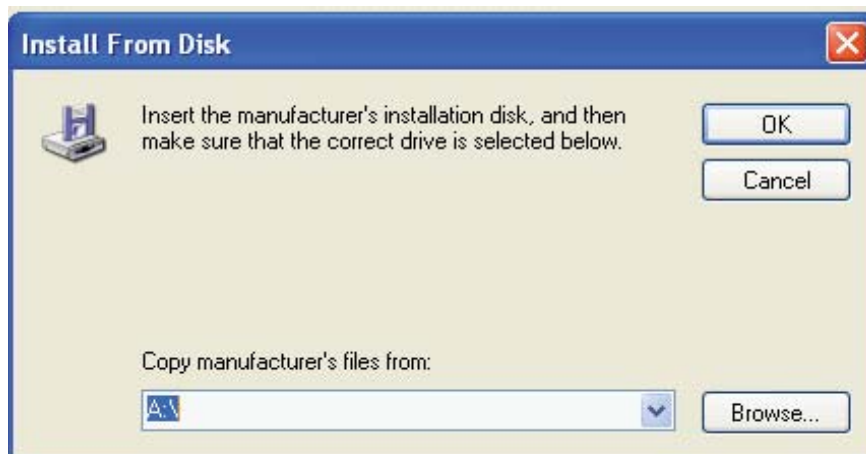 Install From Disk
Insert the manufacturer's installation disk, and then
make sure that the correct drive is selected below.
OK
Cancel
Copy manufacturer's files from:
A:\
Browse...